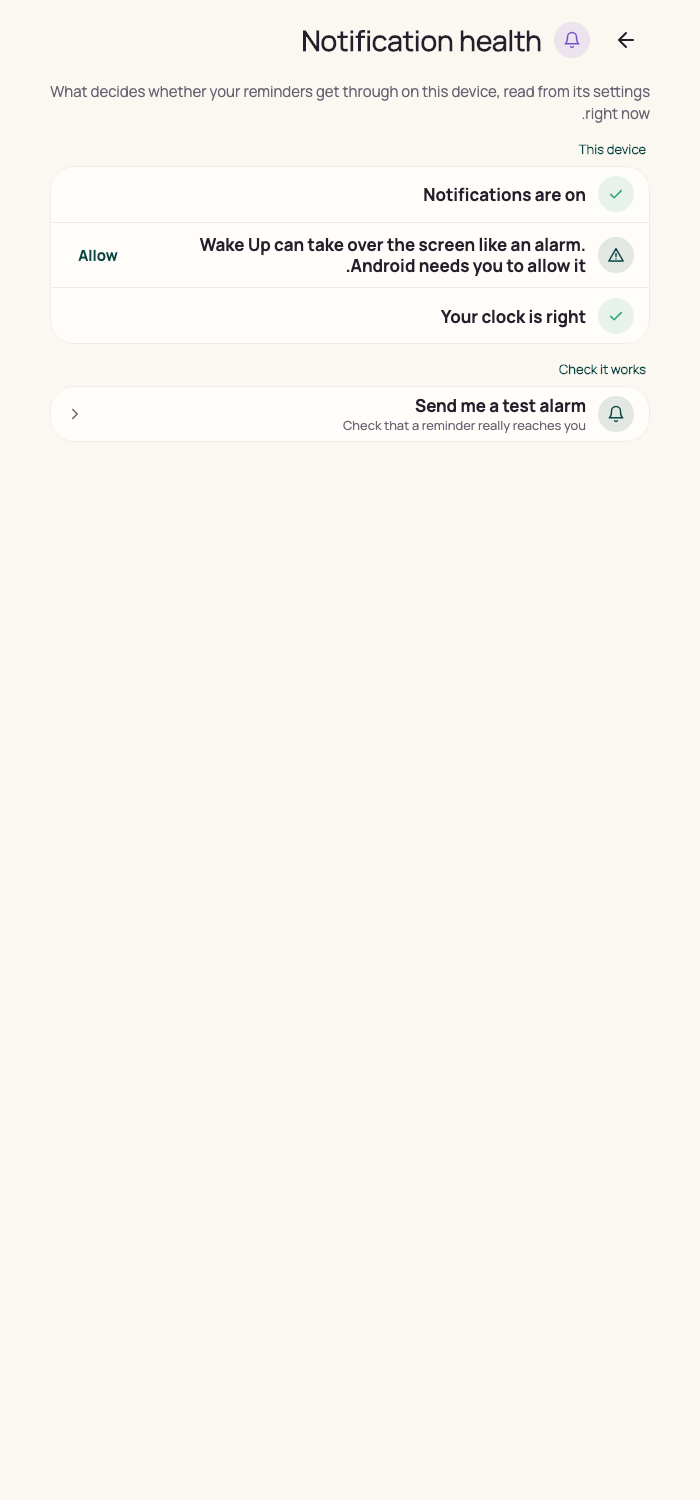 Notification health
What decides whether your reminders get through on this device, read from its settings
.right now
This device
Notifications are on
Wake Up can take over the screen like an alarm.
.Android needs you to allow it
Allow
Your clock is right
Check it works
Send me a test alarm
Check that a reminder really reaches you